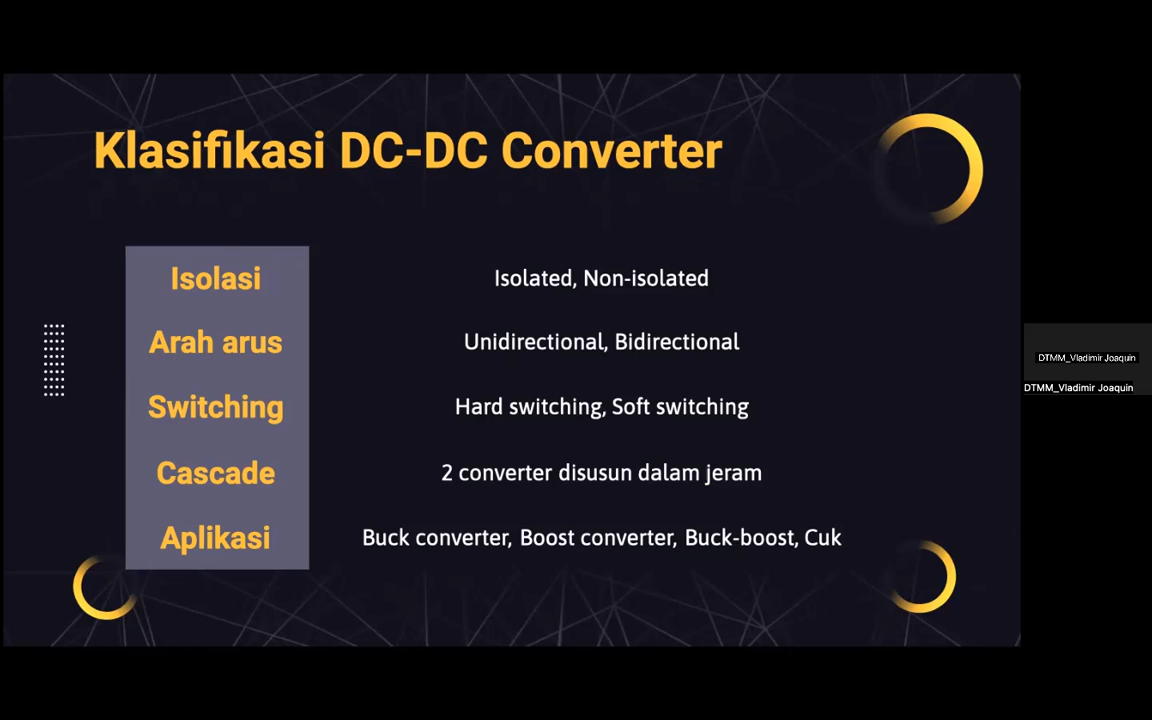 Klasifikasi DC-DC Converter
Isolasi
Isolated, Non-isolated
Arah arus
Unidirectional, Bidirectional
Switching
Hard switching, Soft switching
Cascade
2 converter disusun dalam jeram
Aplikasi
Buck converter, Boost converter, Buck-boost, Cuk
DTMM_Vladimir Joaquin
DTMM_Vladimir Joaquin